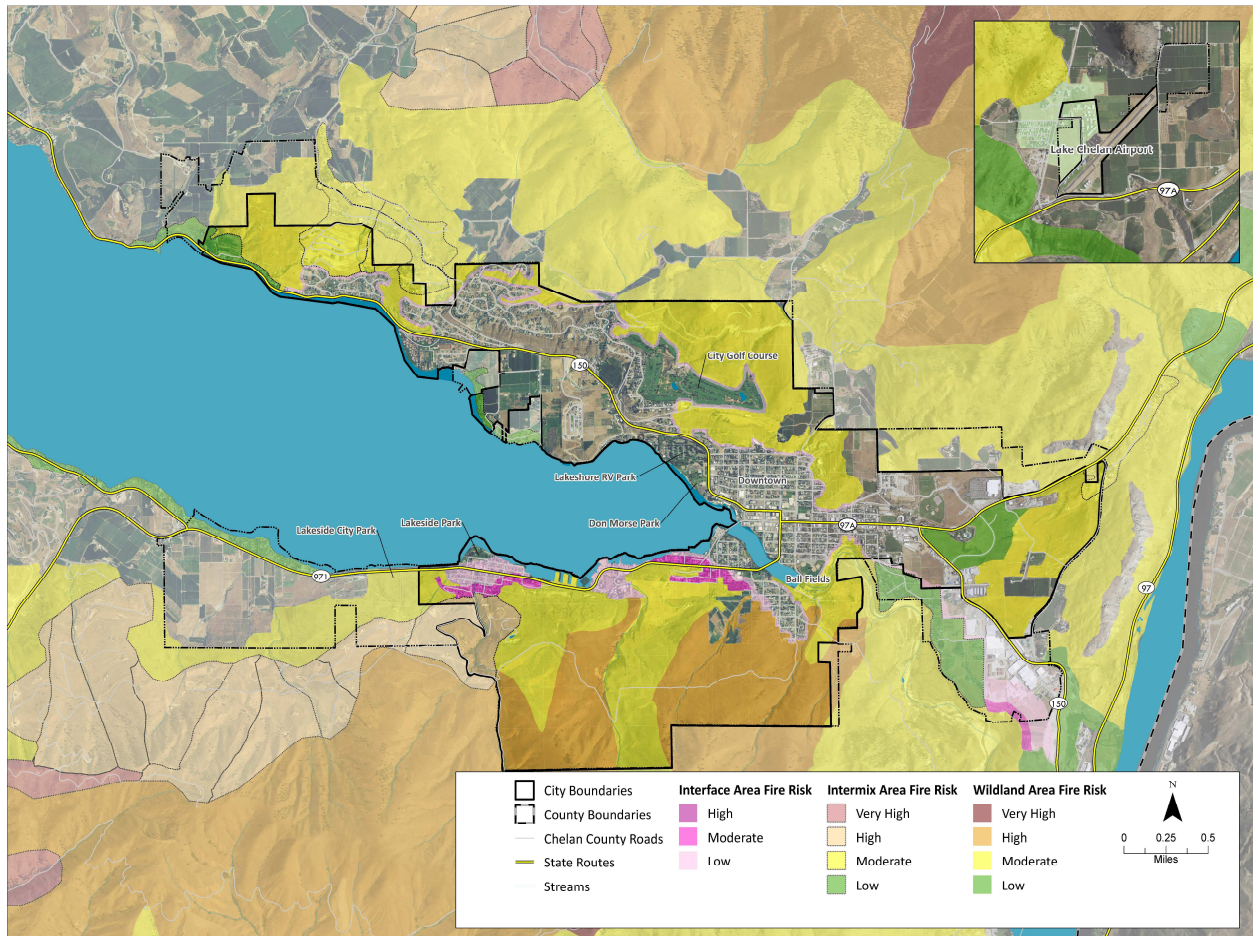 Lake Chelan Airport
97A
City Golf Course
150
Lakeshore RV Park
Downtown
Don Morse Park
97A
Lakeside Park
Lakeside City Park
971
Ball Fields
97
150
City Boundaries
County Boundaries
Chelan County Roads
State Routes
Streams
Interface Area Fire Risk
High
Moderate
Low
Intermix Area Fire Risk
Very High
High
Moderate
Low
Wildland Area Fire Risk
Very High
High
Moderate
Low
N
0 0.25 0.5
Miles